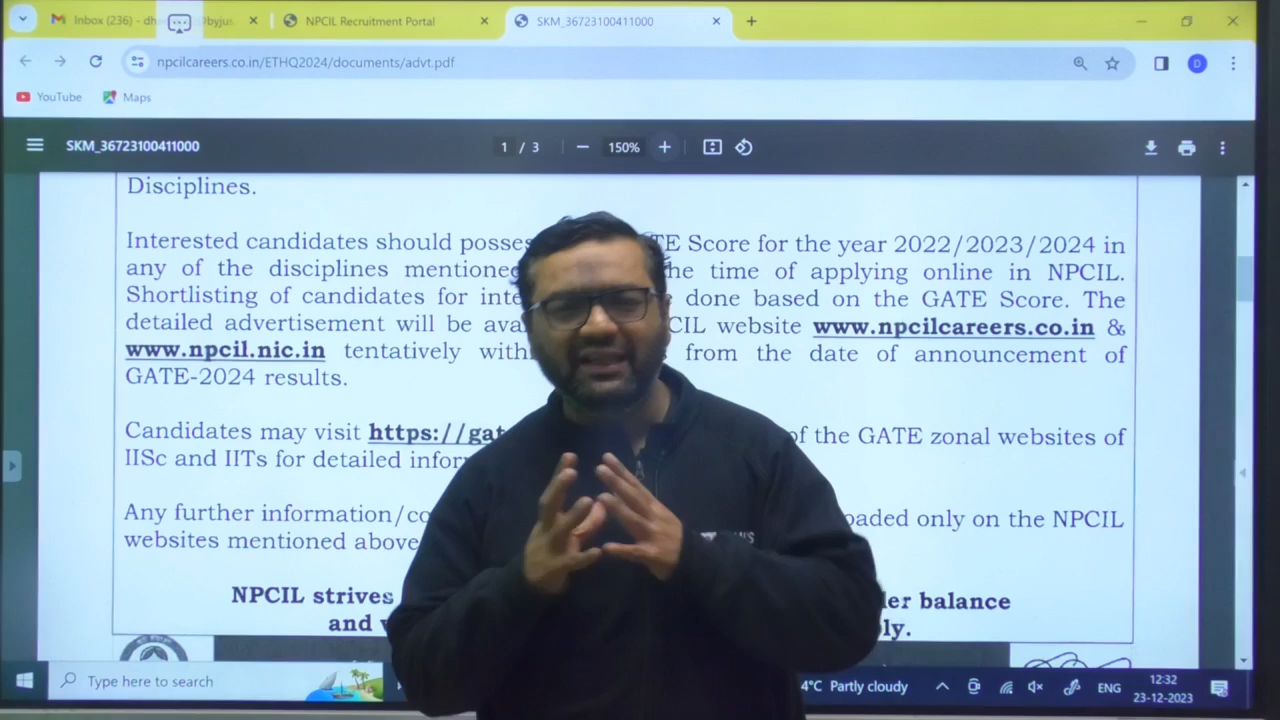 Inbox (236) - dhe @byjus
NPCIL Recruitment Portal
SKM_36723100411000
npcilcareers.co.in/ETHQ2024/documents/advt.pdf
YouTube
Maps
SKM_36723100411000
1 / 3
150%
Disciplines.
Interested candidates should posses TE Score for the year 2022/2023/2024 in
any of the disciplines mentioned he time of applying online in NPCIL.
Shortlisting of candidates for inte done based on the GATE Score. The
detailed advertisement will be ava CIL website www.npcilcareers.co.in &
www.npcil.nic.in tentatively with from the date of announcement of
GATE-2024 results.
Candidates may visit https://gat of the GATE zonal websites of
IISc and IITs for detailed infor
Any further information/co oaded only on the NPCIL
websites mentioned above
NPCIL strives der balance
and ly.
Type here to search
4°C Partly cloudy
ENG
12:32
23-12-2023